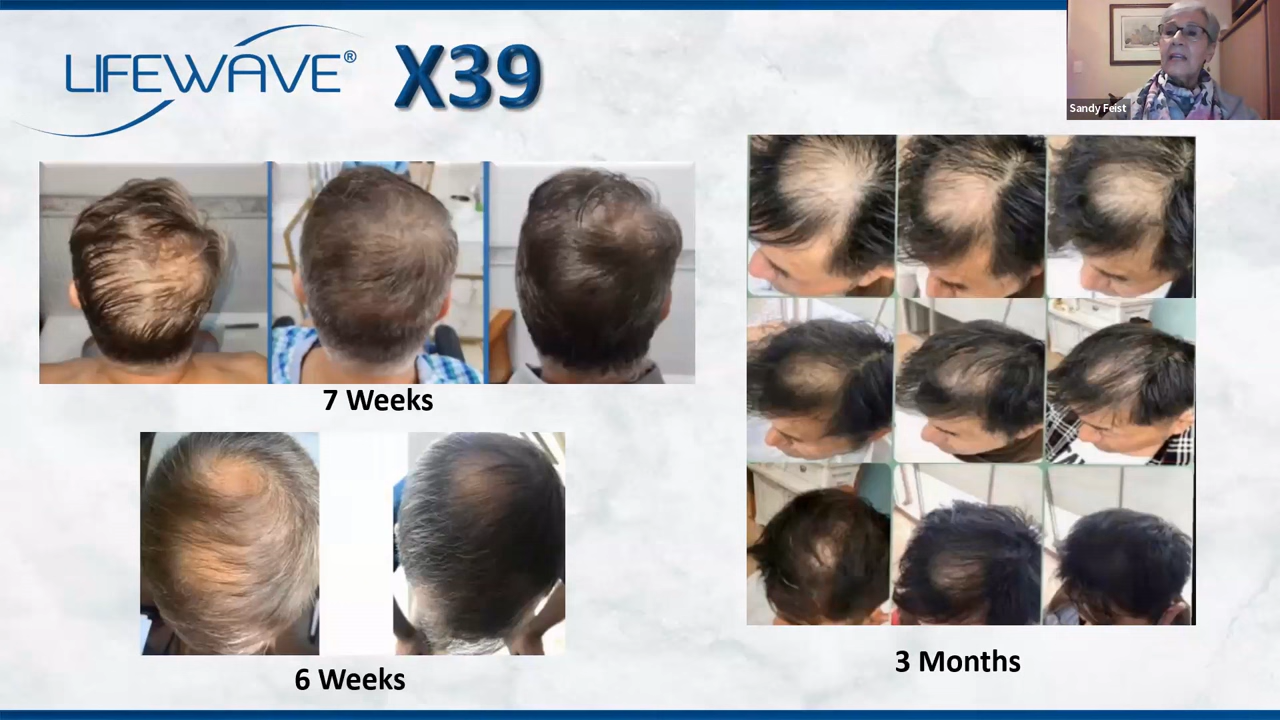 LIFEWAVE® X39
Sandy Feist
7 Weeks
6 Weeks
3 Months